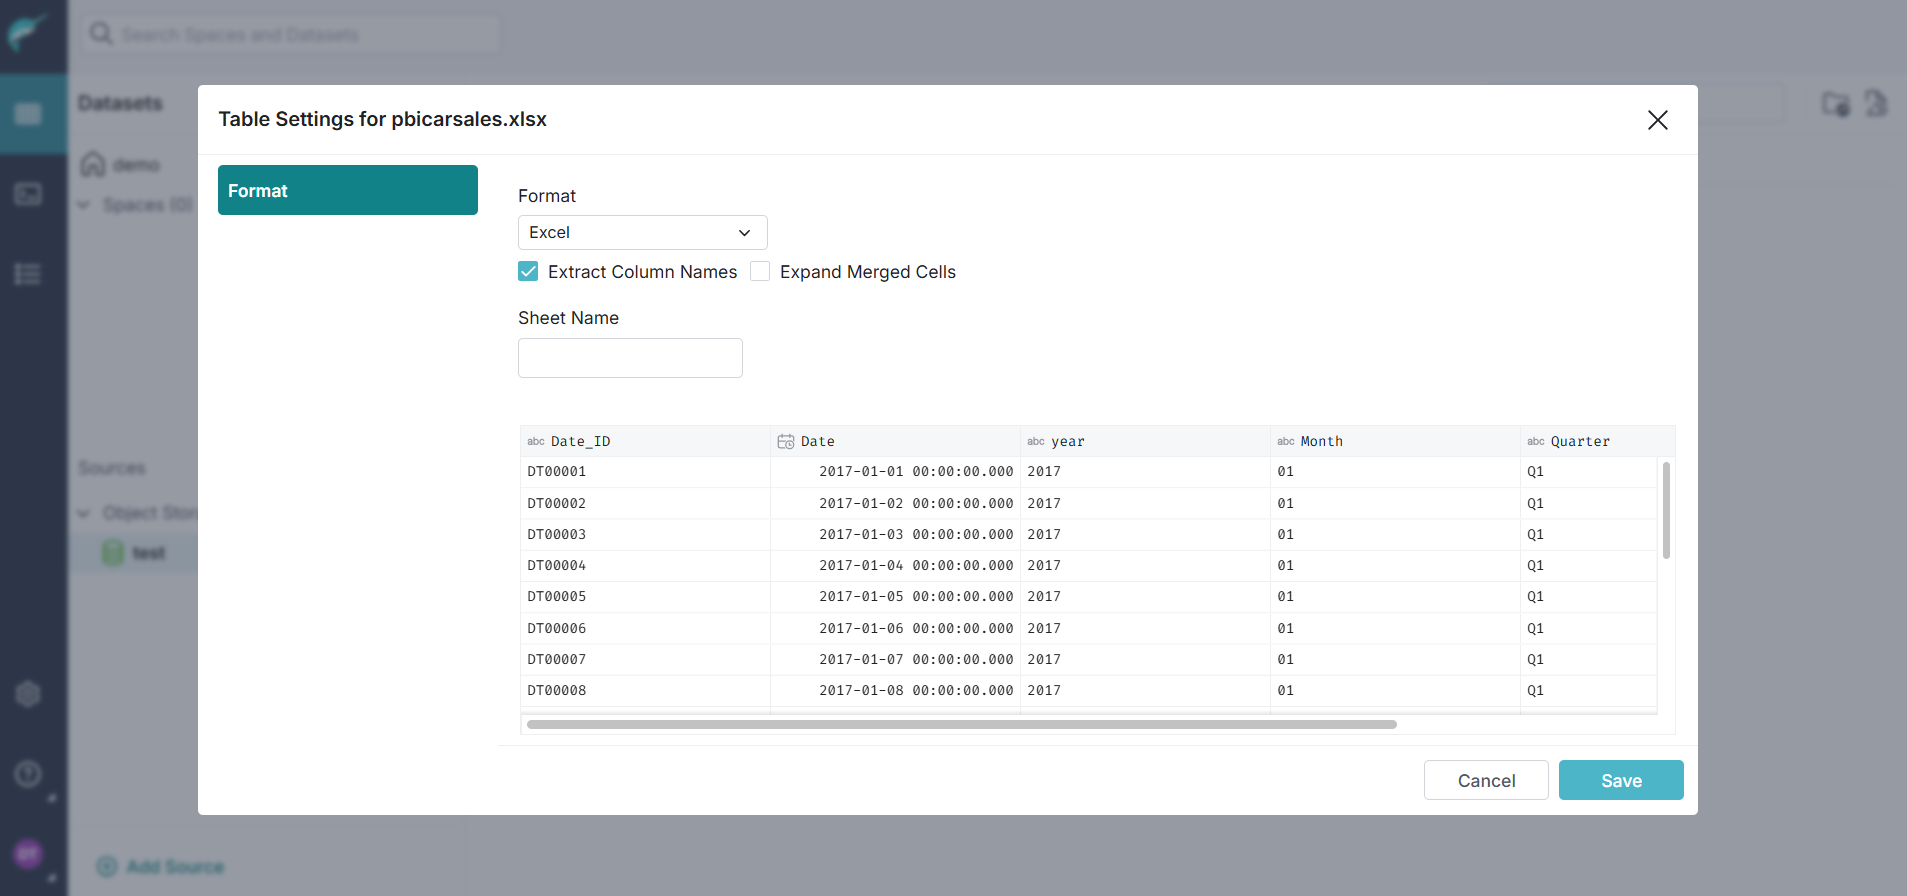 Search Spaces and Datasets
Datasets
demo
Spaces (0)
Sources
Object Stor
test
Add Source
DT
Table Settings for pbicarsales.xlsx
Format
Format
Excel
Extract Column Names Expand Merged Cells
Sheet Name
abc Date_ID Date abc year abc Month abc Quarter
DT00001 2017-01-01 00:00:00.000 2017 01 Q1
DT00002 2017-01-02 00:00:00.000 2017 01 Q1
DT00003 2017-01-03 00:00:00.000 2017 01 Q1
DT00004 2017-01-04 00:00:00.000 2017 01 Q1
DT00005 2017-01-05 00:00:00.000 2017 01 Q1
DT00006 2017-01-06 00:00:00.000 2017 01 Q1
DT00007 2017-01-07 00:00:00.000 2017 01 Q1
DT00008 2017-01-08 00:00:00.000 2017 01 Q1
Cancel Save